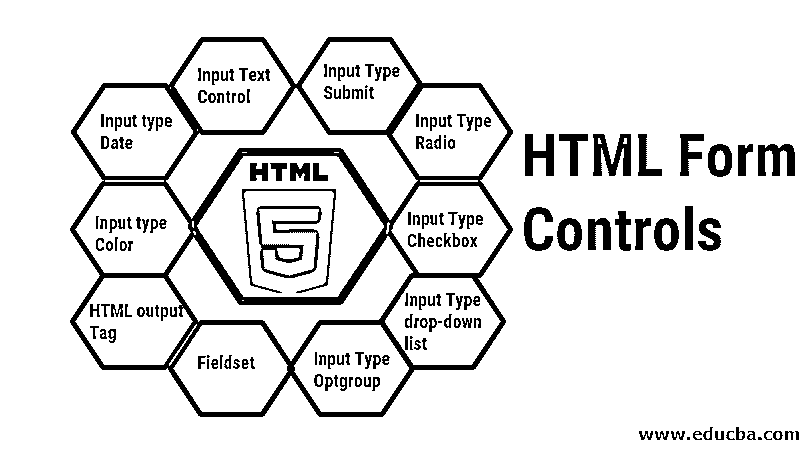 Input Text
Control
Input Type
Submit
Input type
Date
Input Type
Radio
HTML Form
Controls
HTML
5
Input type
Color
Input Type
Checkbox
HTML output
Tag
Input Type
drop-down
list
Fieldset
Input Type
Optgroup
www.educba.com